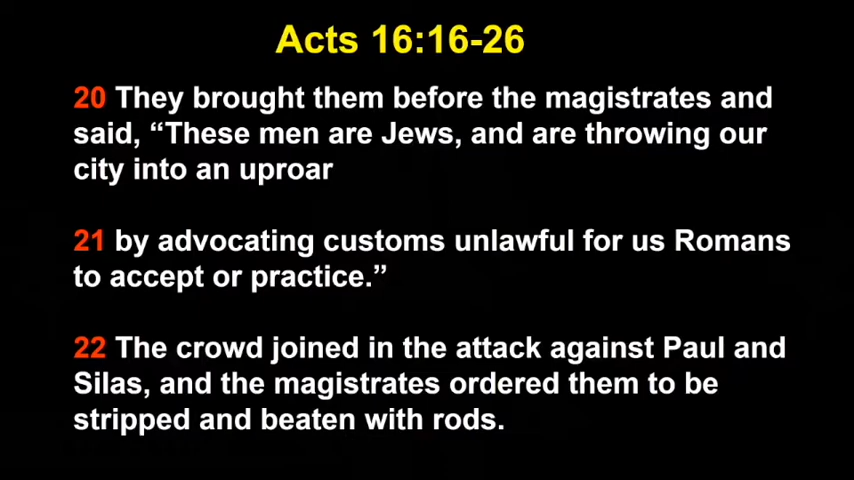 Acts 16:16-26
20 They brought them before the magistrates and
said, “These men are Jews, and are throwing our
city into an uproar
21 by advocating customs unlawful for us Romans
to accept or practice.”
22 The crowd joined in the attack against Paul and
Silas, and the magistrates ordered them to be
stripped and beaten with rods.